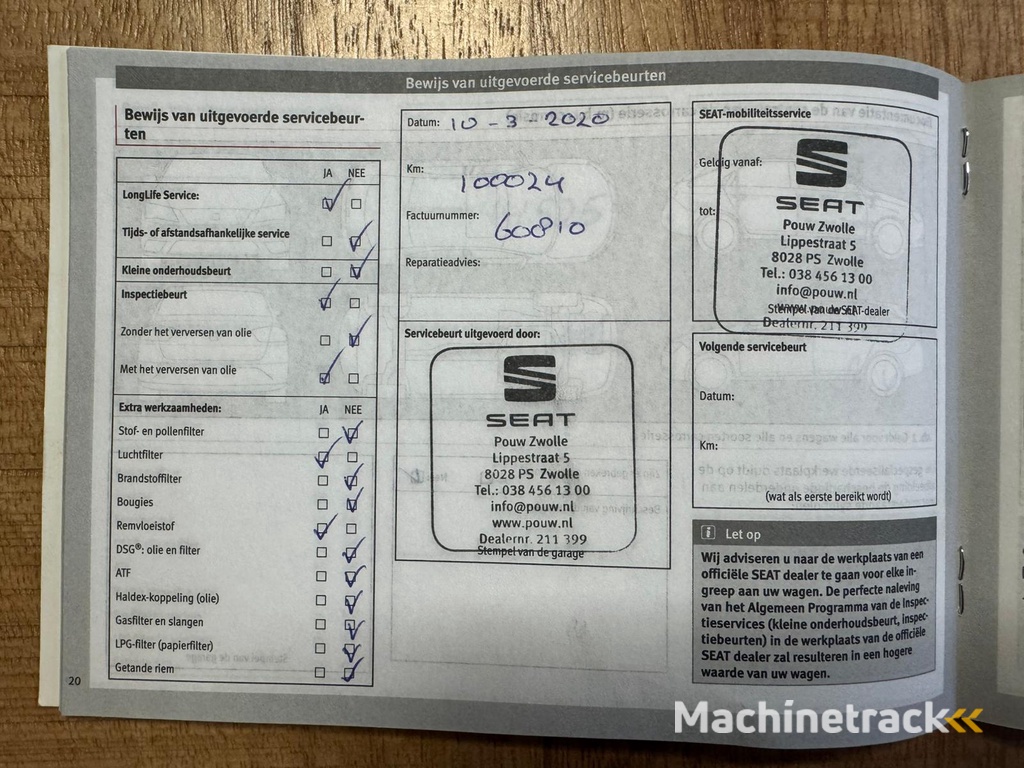 Bewijs van uitgevoerde servicebeurten
Bewijs van uitgevoerde servicebeur-
ten
JA NEE
LongLife Service:
Tijds- of afstandsafhankelijke service
Kleine onderhoudsbeurt
Inspectiebeurt
Zonder het verversen van olie
Met het verversen van olie
Extra werkzaamheden: JA NEE
Stof- en pollenfilter
Luchtfilter
Brandstoffilter
Bougies
Remvloeistof
DSG®: olie en filter
ATF
Haldex-koppeling (olie)
Gasfilter en slangen
LPG-filter (papierfilter)
Getande riem
20
Datum: 10-3-2020
Km: 100024
Factuurnummer: 60810
Reparatieadvies:
Servicebeurt uitgevoerd door:
SEAT
Pouw Zwolle
Lippestraat 5
8028 PS Zwolle
Tel.: 038 456 13 00
info@pouw.nl
www.pouw.nl
Dealernr. 211 399
Stempel van de garage
SEAT-mobiliteitsservice
Geldig vanaf:
tot:
SEAT
Pouw Zwolle
Lippestraat 5
8028 PS Zwolle
Tel.: 038 456 13 00
info@pouw.nl
www.pouw.nl
Stempel van de SEAT-dealer
Dealernr. 211 399
Volgende servicebeurt
Datum:
Km:
(wat als eerste bereikt wordt)
i Let op
Wij adviseren u naar de werkplaats van een
officiële SEAT dealer te gaan voor elke in-
greep aan uw wagen. De perfecte naleving
van het Algemeen Programma van de Inspec-
tieservices (kleine onderhoudsbeurt, inspec-
tiebeurten) in de werkplaats van de officiële
SEAT dealer zal resulteren in een hogere
waarde van uw wagen.
Machinetrack